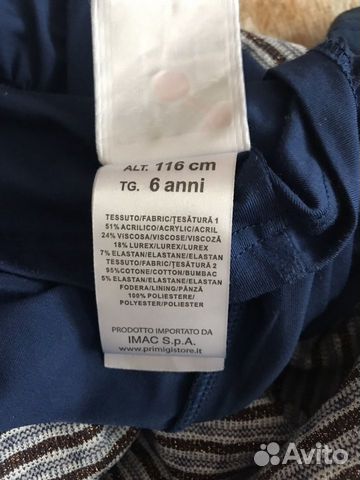 ALT. 116 cm
TG. 6 anni
TESSUTO/FABRIC/ȚESĂTURĂ 1
51% ACRILICO/ACRYLIC/ACRIL
24% VISCOSA/VISCOSE/VISCOZĂ
18% LUREX/LUREX/LUREX
7% ELASTAN/ELASTANE/ELASTAN
TESSUTO/FABRIC/ȚESĂTURĂ 2
95%COTONE/COTTON/BUMBAC
5% ELASTAN/ELASTANE/ELASTAN
FODERA/LINING/PÂNZĂ
100% POLIESTERE/
POLYESTER/POLIESTER
PRODOTTO IMPORTATO DA
IMAC S.p.A.
www.primigistore.it
Avito